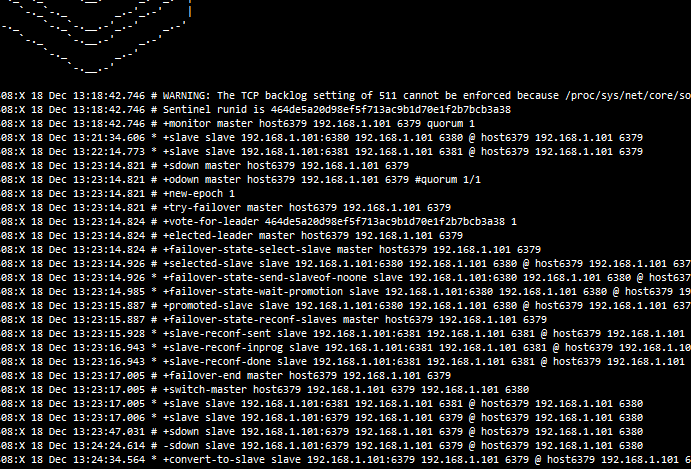 08:X 18 Dec 13:18:42.746 # WARNING: The TCP backlog setting of 511 cannot be enforced because /proc/sys/net/core/so
08:X 18 Dec 13:18:42.746 # Sentinel runid is 464de5a20d98ef5f713ac9b1d70e1f2b7bcb3a38
08:X 18 Dec 13:18:42.746 # +monitor master host6379 192.168.1.101 6379 quorum 1
08:X 18 Dec 13:21:34.606 * +slave slave 192.168.1.101:6380 192.168.1.101 6380 @ host6379 192.168.1.101 6379
08:X 18 Dec 13:22:14.773 * +slave slave 192.168.1.101:6381 192.168.1.101 6381 @ host6379 192.168.1.101 6379
08:X 18 Dec 13:23:14.821 # +sdown master host6379 192.168.1.101 6379
08:X 18 Dec 13:23:14.821 # +odown master host6379 192.168.1.101 6379 #quorum 1/1
08:X 18 Dec 13:23:14.821 # +new-epoch 1
08:X 18 Dec 13:23:14.821 # +try-failover master host6379 192.168.1.101 6379
08:X 18 Dec 13:23:14.824 # +vote-for-leader 464de5a20d98ef5f713ac9b1d70e1f2b7bcb3a38 1
08:X 18 Dec 13:23:14.824 # +elected-leader master host6379 192.168.1.101 6379
08:X 18 Dec 13:23:14.824 # +failover-state-select-slave master host6379 192.168.1.101 6379
08:X 18 Dec 13:23:14.926 # +selected-slave slave 192.168.1.101:6380 192.168.1.101 6380 @ host6379 192.168.1.101 637
08:X 18 Dec 13:23:14.926 * +failover-state-send-slaveof-noone slave 192.168.1.101:6380 192.168.1.101 6380 @ host637
08:X 18 Dec 13:23:14.985 * +failover-state-wait-promotion slave 192.168.1.101:6380 192.168.1.101 6380 @ host6379 19
08:X 18 Dec 13:23:15.887 # +promoted-slave slave 192.168.1.101:6380 192.168.1.101 6380 @ host6379 192.168.1.101 637
08:X 18 Dec 13:23:15.887 # +failover-state-reconf-slaves master host6379 192.168.1.101 6379
08:X 18 Dec 13:23:15.928 * +slave-reconf-sent slave 192.168.1.101:6381 192.168.1.101 6381 @ host6379 192.168.1.101
08:X 18 Dec 13:23:16.943 * +slave-reconf-inprog slave 192.168.1.101:6381 192.168.1.101 6381 @ host6379 192.168.1.10
08:X 18 Dec 13:23:16.943 * +slave-reconf-done slave 192.168.1.101:6381 192.168.1.101 6381 @ host6379 192.168.1.101
08:X 18 Dec 13:23:17.005 # +failover-end master host6379 192.168.1.101 6379
08:X 18 Dec 13:23:17.005 # +switch-master host6379 192.168.1.101 6379 192.168.1.101 6380
08:X 18 Dec 13:23:17.005 * +slave slave 192.168.1.101:6381 192.168.1.101 6381 @ host6379 192.168.1.101 6380
08:X 18 Dec 13:23:17.006 * +slave slave 192.168.1.101:6379 192.168.1.101 6379 @ host6379 192.168.1.101 6380
08:X 18 Dec 13:23:47.031 # +sdown slave 192.168.1.101:6379 192.168.1.101 6379 @ host6379 192.168.1.101 6380
08:X 18 Dec 13:24:24.614 # -sdown slave 192.168.1.101:6379 192.168.1.101 6379 @ host6379 192.168.1.101 6380
08:X 18 Dec 13:24:34.564 * +convert-to-slave slave 192.168.1.101:6379 192.168.1.101 6379 @ host6379 192.168.1.101 6